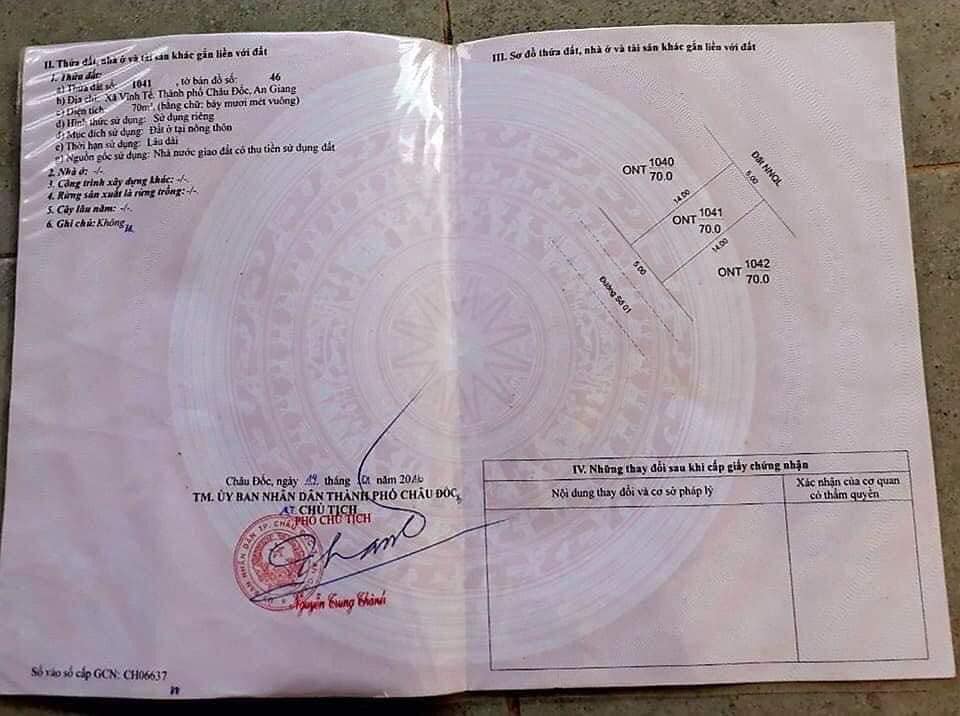 II. Thửa đất, nhà ở và tài sản khác gắn liền với đất
1. Thửa đất:
a) Thửa đất số: 1041 , tờ bản đồ số: 46
b) Địa chỉ: Xã Vĩnh Tế, Thành phố Châu Đốc, An Giang
c) Diện tích: 70m², (bằng chữ: bảy mươi mét vuông)
d) Hình thức sử dụng: Sử dụng riêng
đ) Mục đích sử dụng: Đất ở tại nông thôn
e) Thời hạn sử dụng: Lâu dài
g) Nguồn gốc sử dụng: Nhà nước giao đất có thu tiền sử dụng đất
2. Nhà ở: -/-
3. Công trình xây dựng khác: -/-
4. Rừng sản xuất là rừng trồng: -/-
5. Cây lâu năm: -/-
6. Ghi chú: Không
Châu Đốc, ngày 14 tháng năm 20
TM. ỦY BAN NHÂN DÂN THÀNH PHỐ CHÂU ĐỐC
KT CHỦ TỊCH
PHÓ CHỦ TỊCH
Nguyễn Trung Thành
Số vào sổ cấp GCN: CH06637
III. Sơ đồ thửa đất, nhà ở và tài sản khác gắn liền với đất
Đất NNQL
ONT 1040
70.0
5.00
14.00
ONT 1041
70.0
14.00
5.00
ONT 1042
70.0
Đường Số 01
IV. Những thay đổi sau khi cấp giấy chứng nhận
Nội dung thay đổi và cơ sở pháp lý
Xác nhận của cơ quan
có thẩm quyền